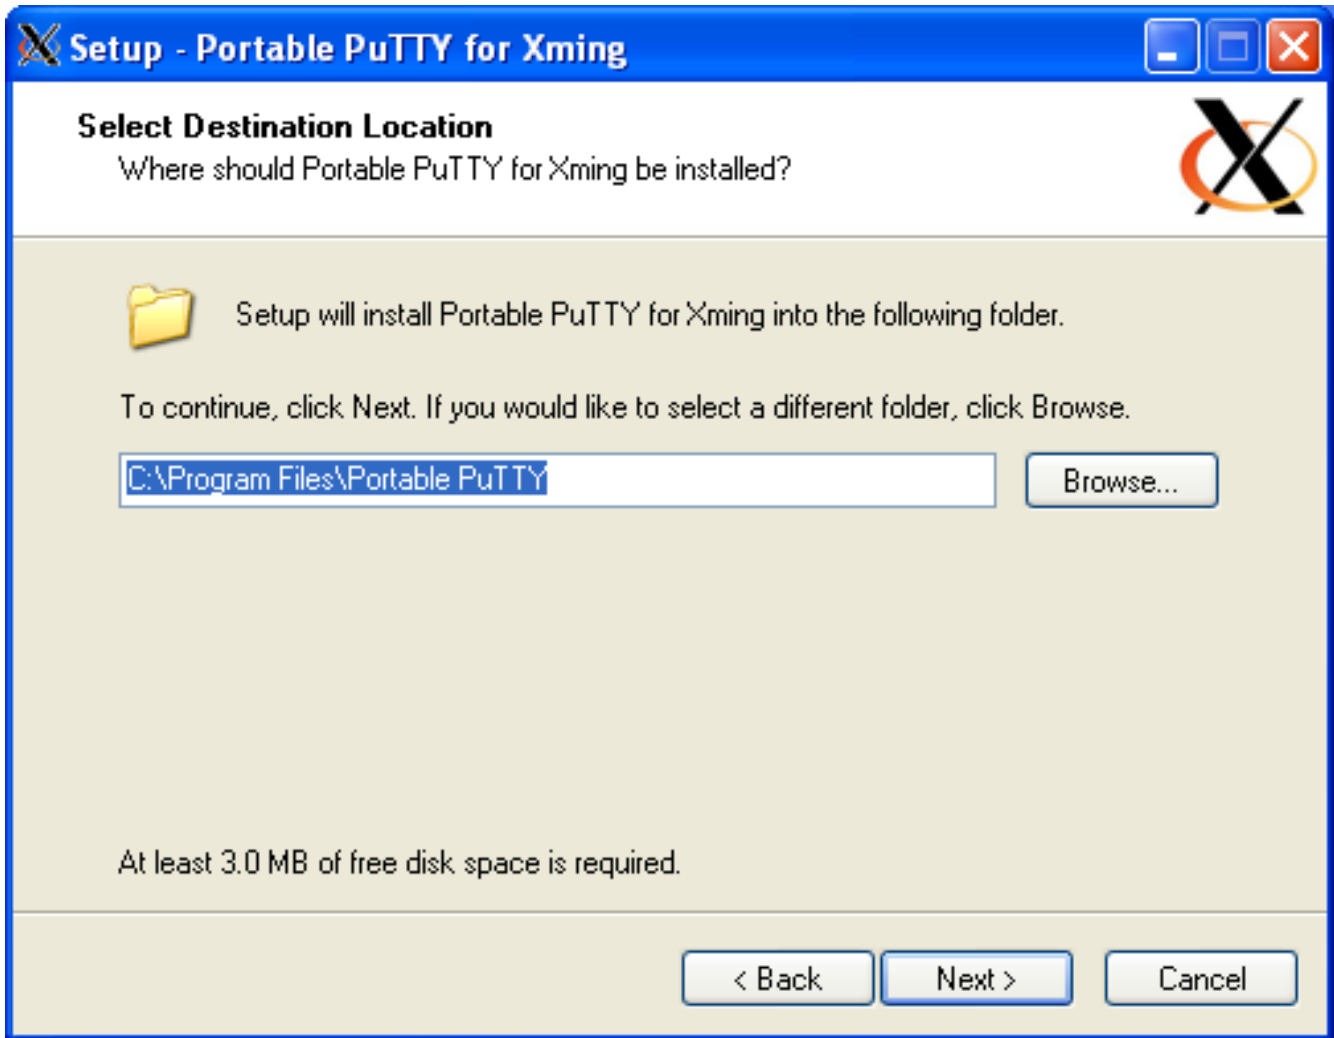 Setup - Portable PuTTY for Xming
Select Destination Location
Where should Portable PuTTY for Xming be installed?
Setup will install Portable PuTTY for Xming into the following folder.
To continue, click Next. If you would like to select a different folder, click Browse.
C:\Program Files\Portable PuTTY
Browse...
At least 3.0 MB of free disk space is required.
< Back
Next >
Cancel